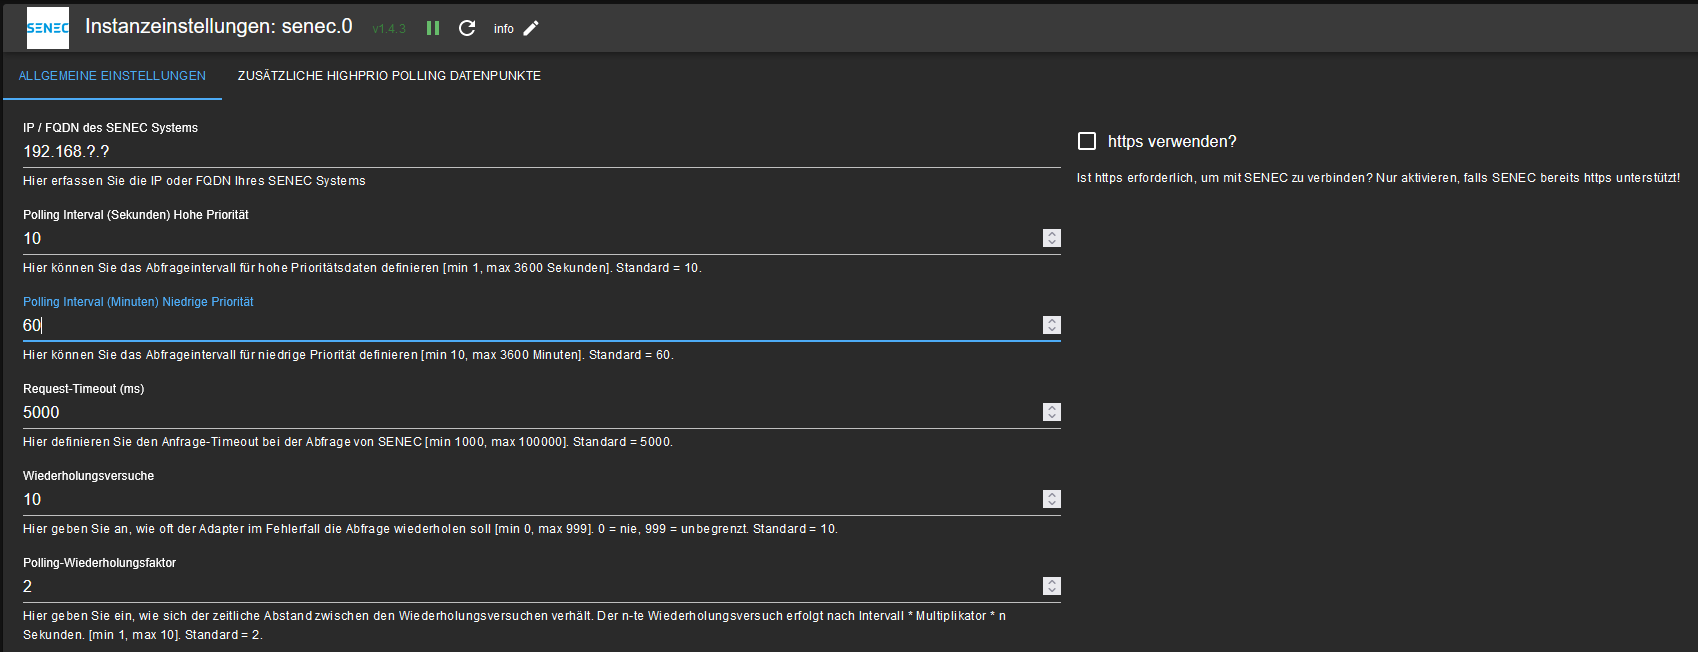 SENEC
Instanzeinstellungen: senec.0
v1.4.3
info
ALLGEMEINE EINSTELLUNGEN
ZUSÄTZLICHE HIGHPRIO POLLING DATENPUNKTE
IP / FQDN des SENEC Systems
192.168.?.?
Hier erfassen Sie die IP oder FQDN Ihres SENEC Systems
https verwenden?
Ist https erforderlich, um mit SENEC zu verbinden? Nur aktivieren, falls SENEC bereits https unterstützt!
Polling Interval (Sekunden) Hohe Priorität
10
Hier können Sie das Abfrageintervall für hohe Prioritätsdaten definieren [min 1, max 3600 Sekunden]. Standard = 10.
Polling Interval (Minuten) Niedrige Priorität
60
Hier können Sie das Abfrageintervall für niedrige Priorität definieren [min 10, max 3600 Minuten]. Standard = 60.
Request-Timeout (ms)
5000
Hier definieren Sie den Anfrage-Timeout bei der Abfrage von SENEC [min 1000, max 100000]. Standard = 5000.
Wiederholungsversuche
10
Hier geben Sie an, wie oft der Adapter im Fehlerfall die Abfrage wiederholen soll [min 0, max 999]. 0 = nie, 999 = unbegrenzt. Standard = 10.
Polling-Wiederholungsfaktor
2
Hier geben Sie ein, wie sich der zeitliche Abstand zwischen den Wiederholungsversuchen verhält. Der n-te Wiederholungsversuch erfolgt nach Intervall * Multiplikator * n
Sekunden. [min 1, max 10]. Standard = 2.